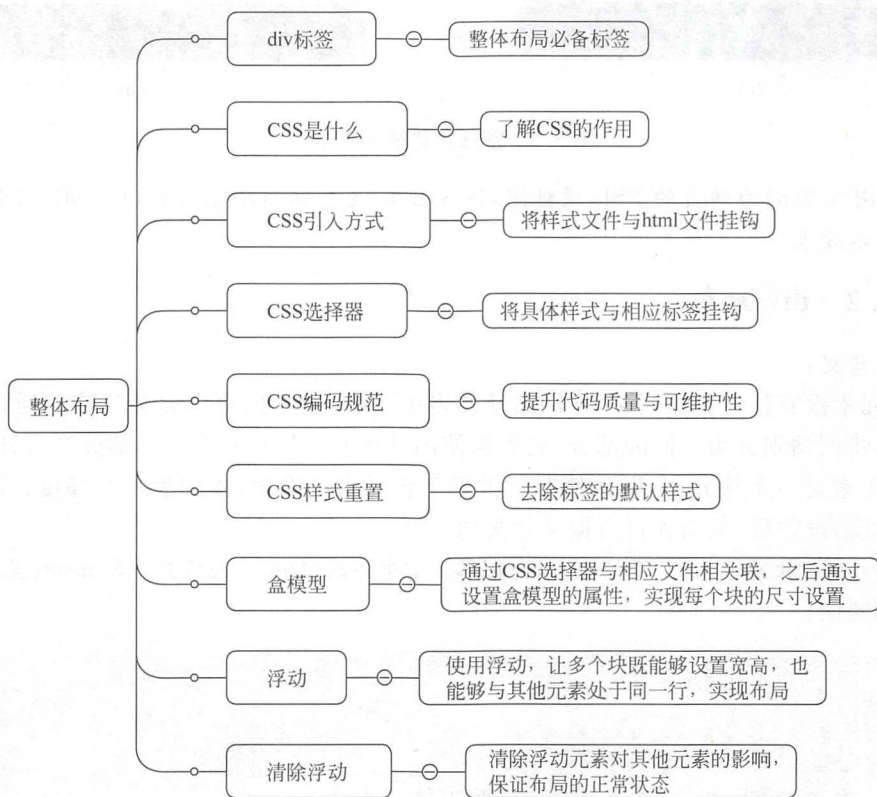 div标签
整体布局必备标签
CSS是什么
了解CSS的作用
CSS引入方式
将样式文件与html文件挂钩
CSS选择器
将具体样式与相应标签挂钩
整体布局
CSS编码规范
提升代码质量与可维护性
CSS样式重置
去除标签的默认样式
盒模型
通过CSS选择器与相应文件相关联，之后通过
设置盒模型的属性，实现每个块的尺寸设置
浮动
使用浮动，让多个块既能够设置宽高，也
能够与其他元素处于同一行，实现布局
清除浮动
清除浮动元素对其他元素的影响，
保证布局的正常状态